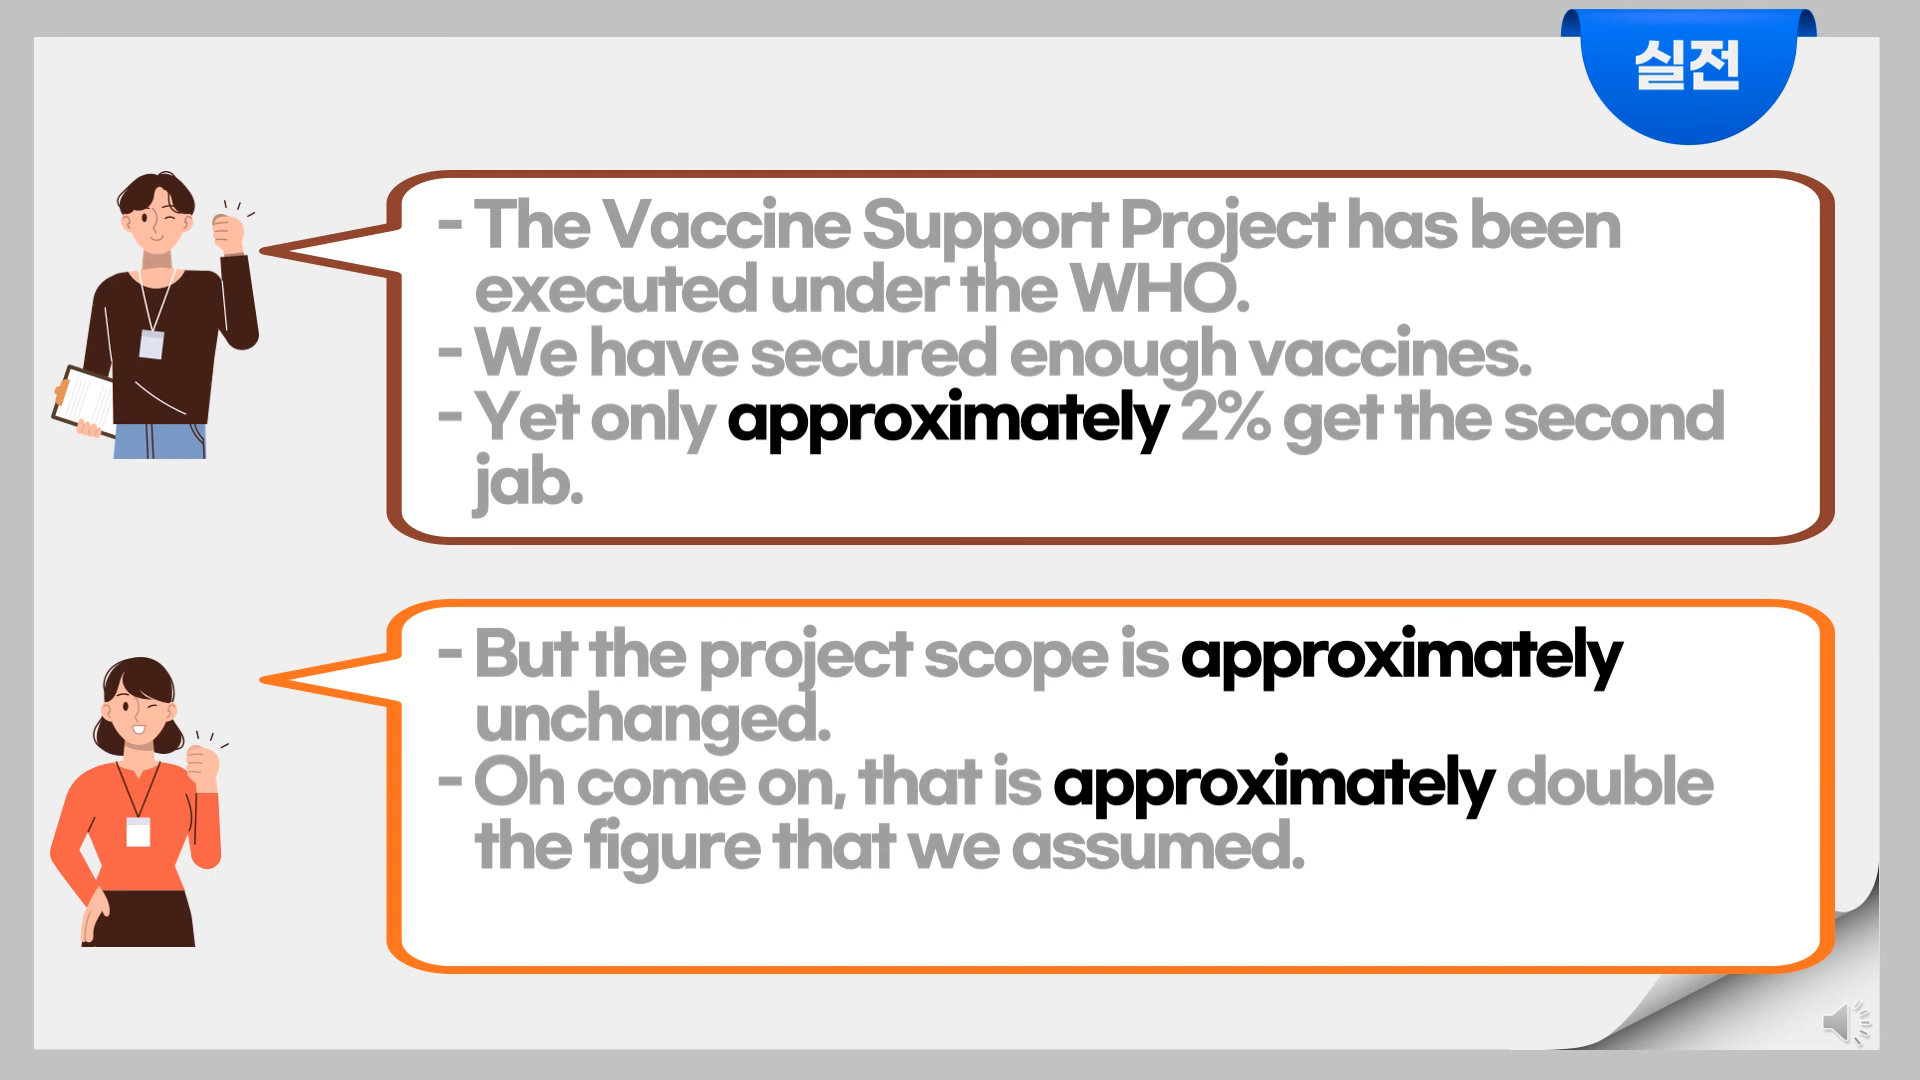 실전
- The Vaccine Support Project has been
executed under the WHO.
- We have secured enough vaccines.
- Yet only approximately 2% get the second
jab.
- But the project scope is approximately
unchanged.
- Oh come on, that is approximately double
the figure that we assumed.